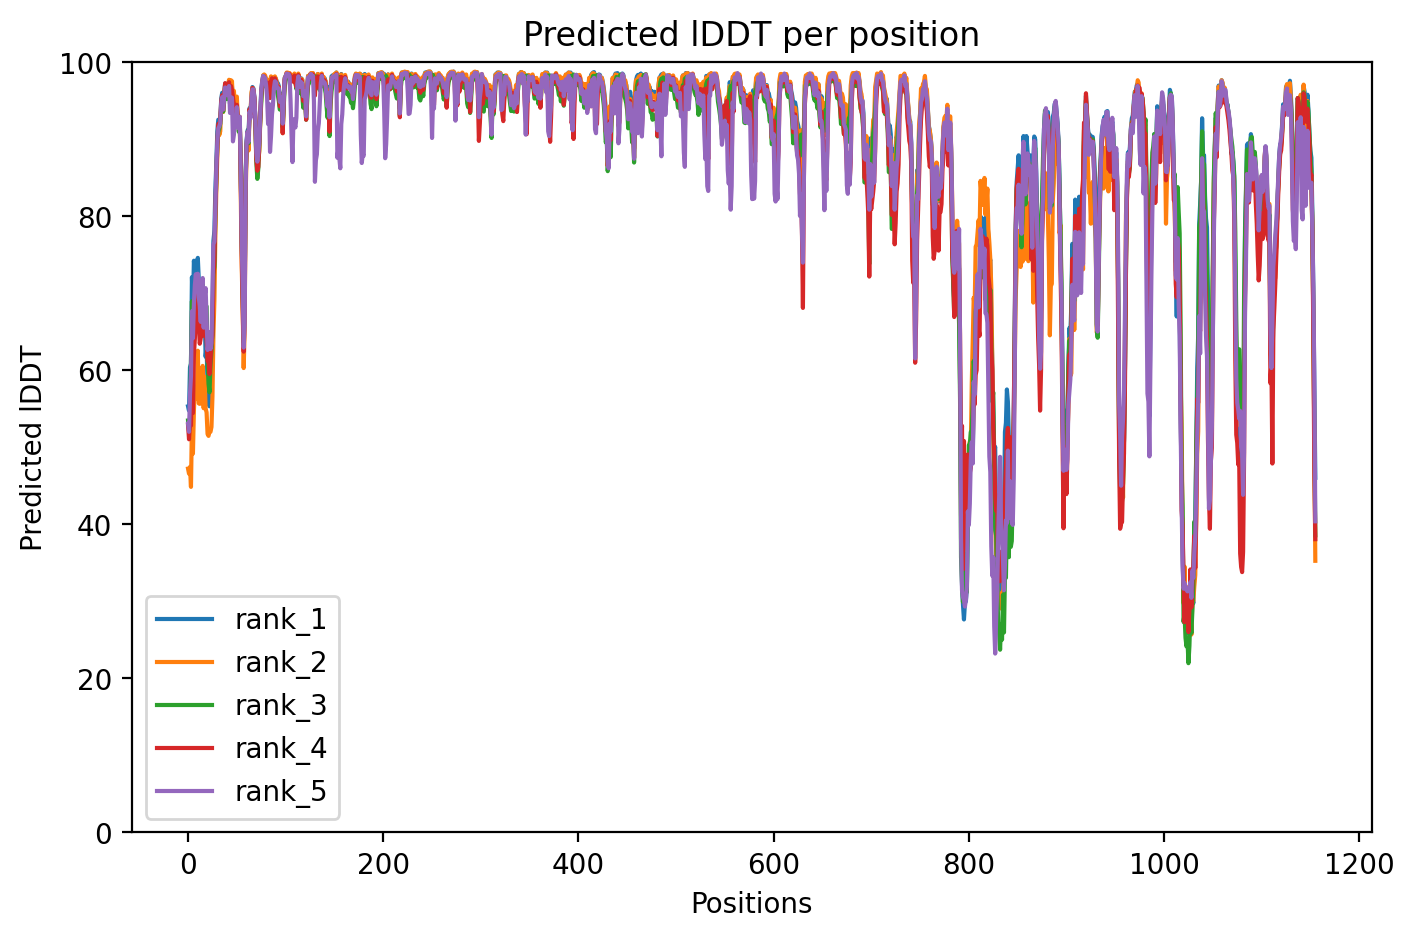 Predicted lDDT per position
100
80
60
40
20
0
Predicted lDDT
rank_1
rank_2
rank_3
rank_4
rank_5
0 200 400 600 800 1000 1200
Positions